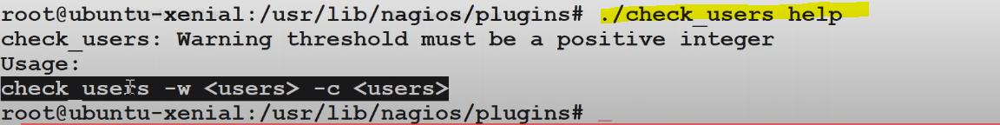 root@ubuntu-xenial:/usr/lib/nagios/plugins# ./check_users help
check_users: Warning threshold must be a positive integer
Usage:
check_users -w <users> -c <users>
root@ubuntu-xenial:/usr/lib/nagios/plugins# _